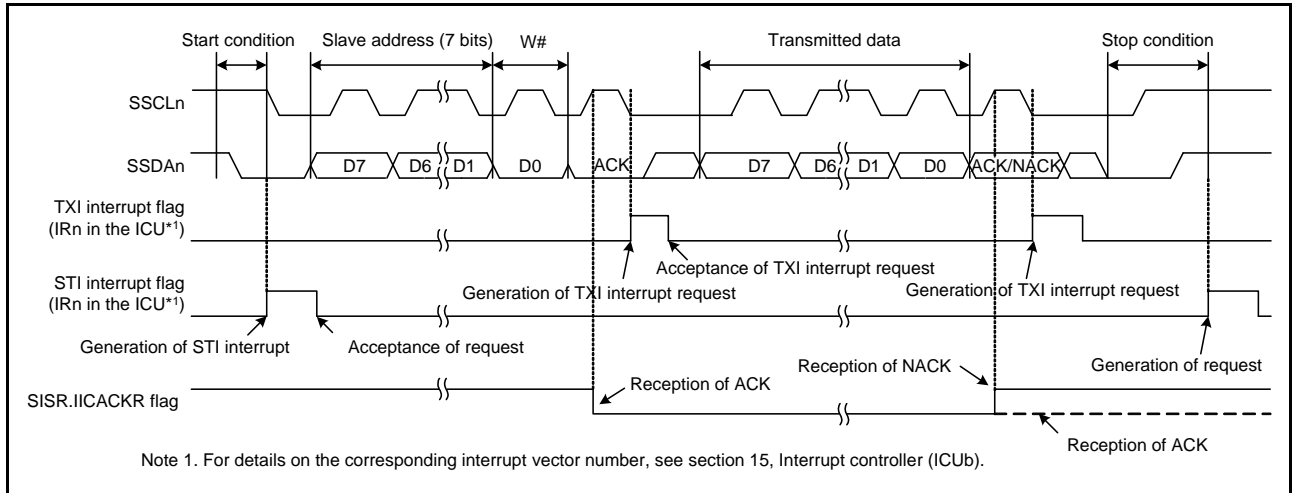 Start condition Slave address (7 bits) W# Transmitted data Stop condition
SSCLn
SSDAn D7 D6 D1 D0 ACK D7 D6 D1 D0 ACK/NACK
TXI interrupt flag
(IRn in the ICU*1)
Acceptance of TXI interrupt request
Generation of TXI interrupt request Generation of TXI interrupt request
STI interrupt flag
(IRn in the ICU*1)
Generation of STI interrupt Acceptance of request Generation of request
Reception of ACK Reception of NACK
SISR.IICACKR flag
Reception of ACK
Note 1. For details on the corresponding interrupt vector number, see section 15, Interrupt controller (ICUb).